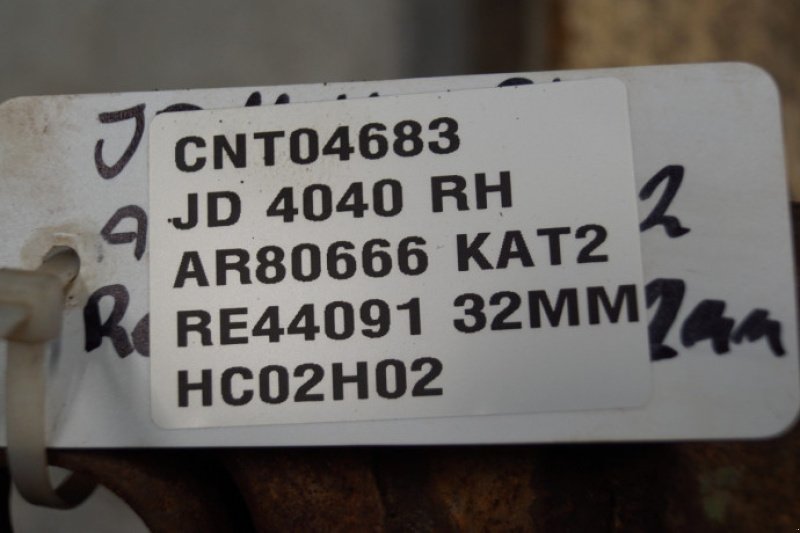 CNT04683
JD 4040 RH
AR80666 KAT2
RE44091 32MM
HC02H02